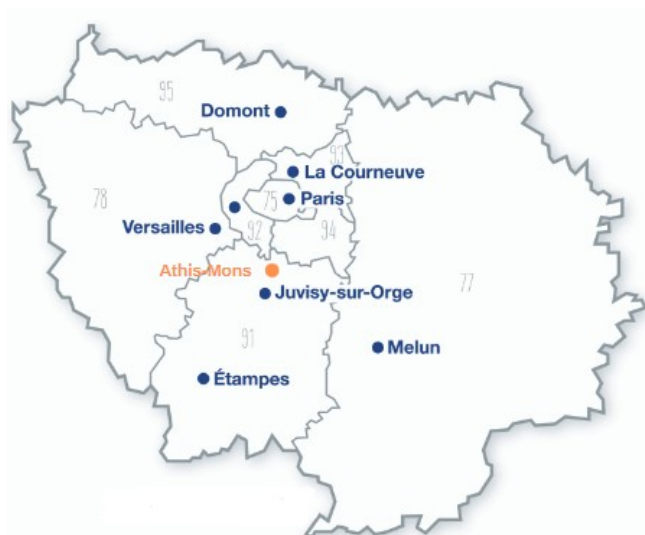 95
Domont
93
La Courneuve
78
75
Paris
Versailles
92
94
Athis-Mons
77
Juvisy-sur-Orge
91
Melun
Étampes